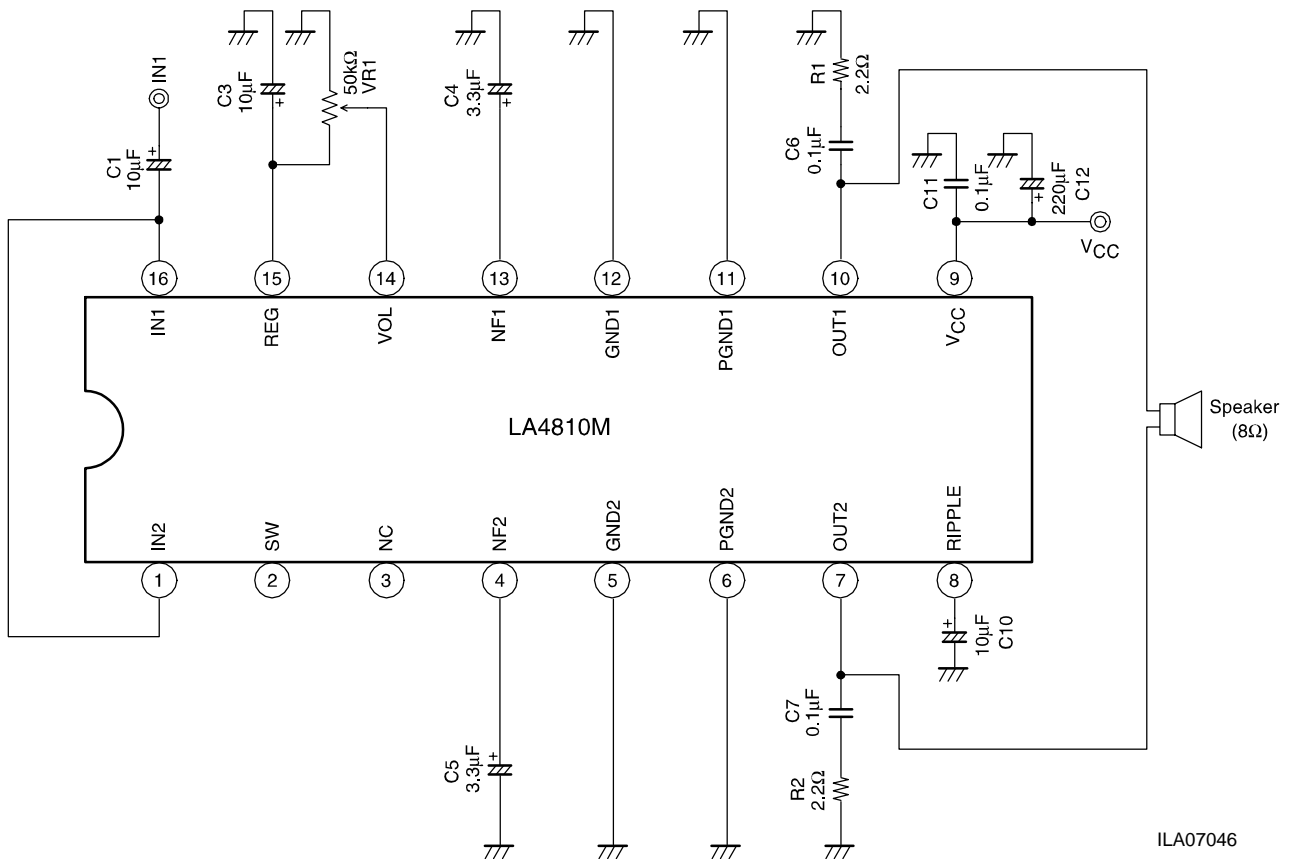 IN1
C1
10µF
+
C3
10µF
+
50kΩ
VR1
C4
3.3µF
+
R1
2.2Ω
C6
0.1µF
C11
0.1µF
+
220µF
C12
VCC
16
15
14
13
12
11
10
9
IN1
REG
VOL
NF1
GND1
PGND1
OUT1
VCC
LA4810M
Speaker
(8Ω)
IN2
SW
NC
NF2
GND2
PGND2
OUT2
RIPPLE
1
2
3
4
5
6
7
8
+
10µF
C10
C7
0.1µF
C5
3.3µF
+
R2
2.2Ω
ILA07046